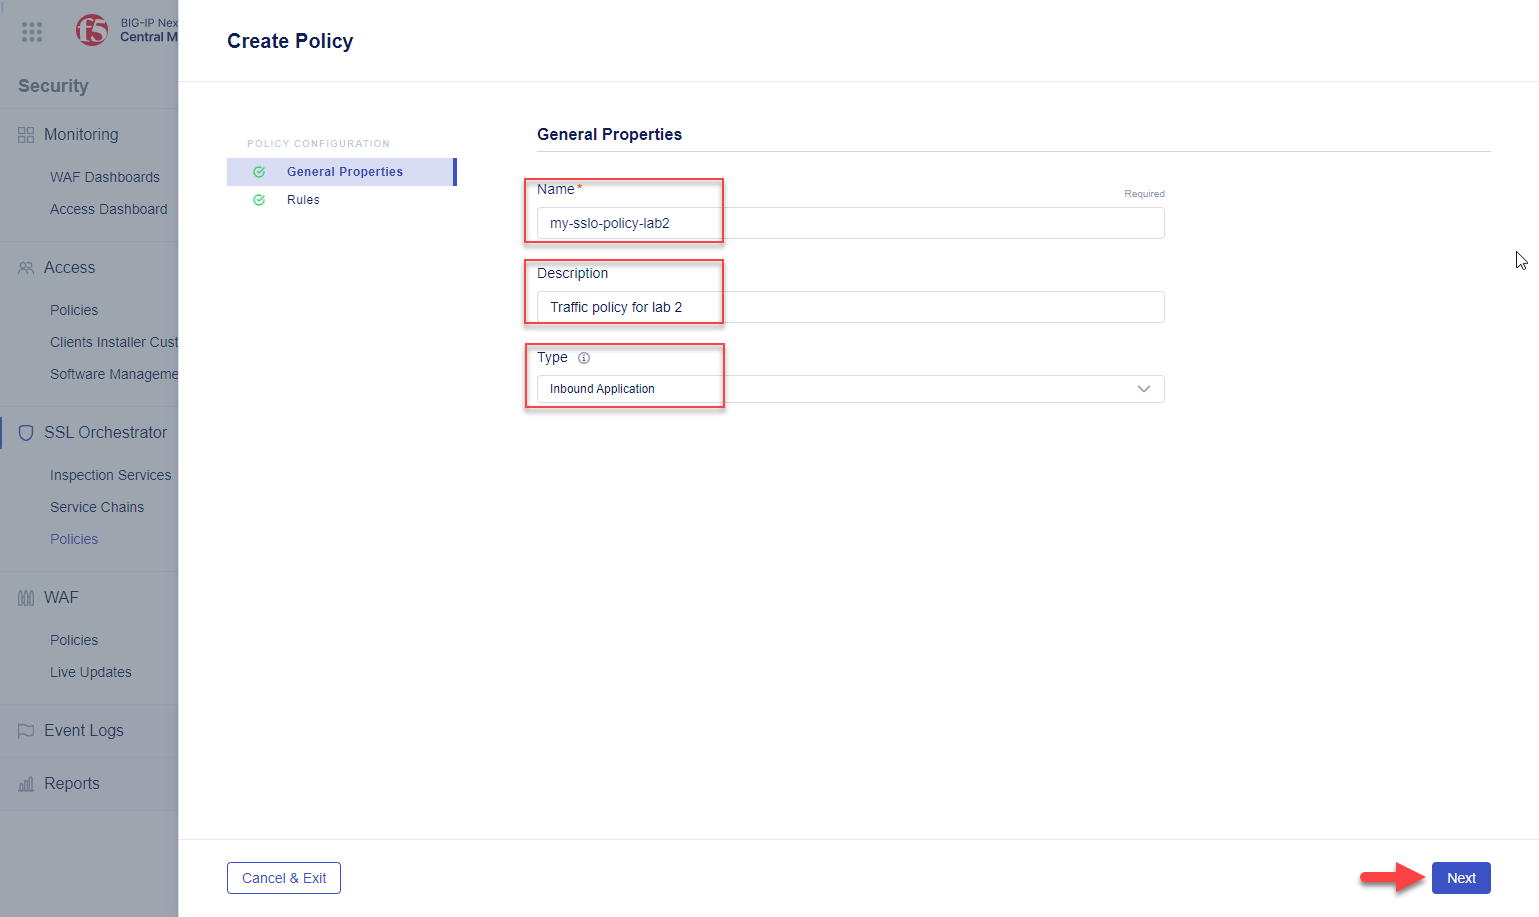 BIG-IP Nex
Central M
Create Policy
Security
Monitoring
WAF Dashboards
Access Dashboard
Access
Policies
Clients Installer Cust
Software Manageme
SSL Orchestrator
Inspection Services
Service Chains
Policies
WAF
Policies
Live Updates
Event Logs
Reports
POLICY CONFIGURATION
General Properties
Rules
General Properties
Name*
Required
my-sslo-policy-lab2
Description
Traffic policy for lab 2
Type
Inbound Application
Cancel & Exit
Next